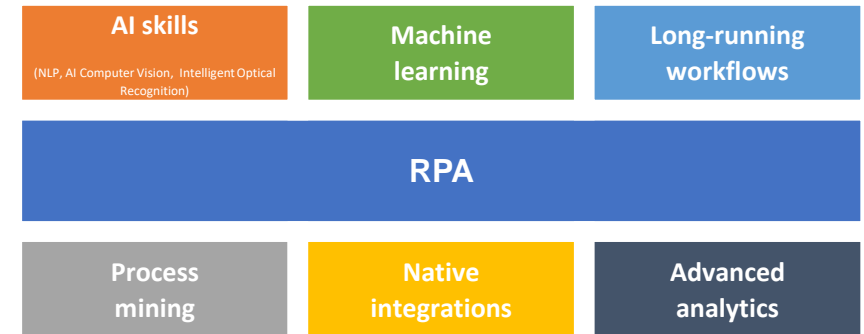 AI skills
(NLP, AI Computer Vision, Intelligent Optical
Recognition)
Machine
learning
Long-running
workflows
RPA
Process
mining
Native
integrations
Advanced
analytics